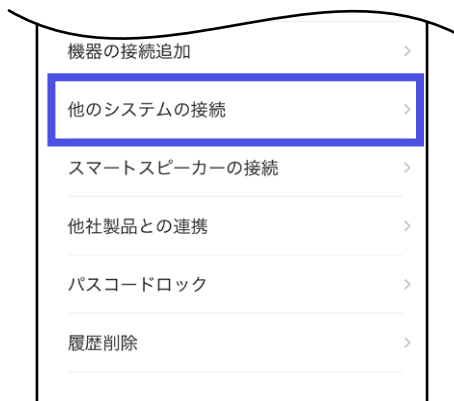 機器の接続追加
他のシステムの接続
スマートスピーカーの接続
他社製品との連携
パスコードロック
履歴削除